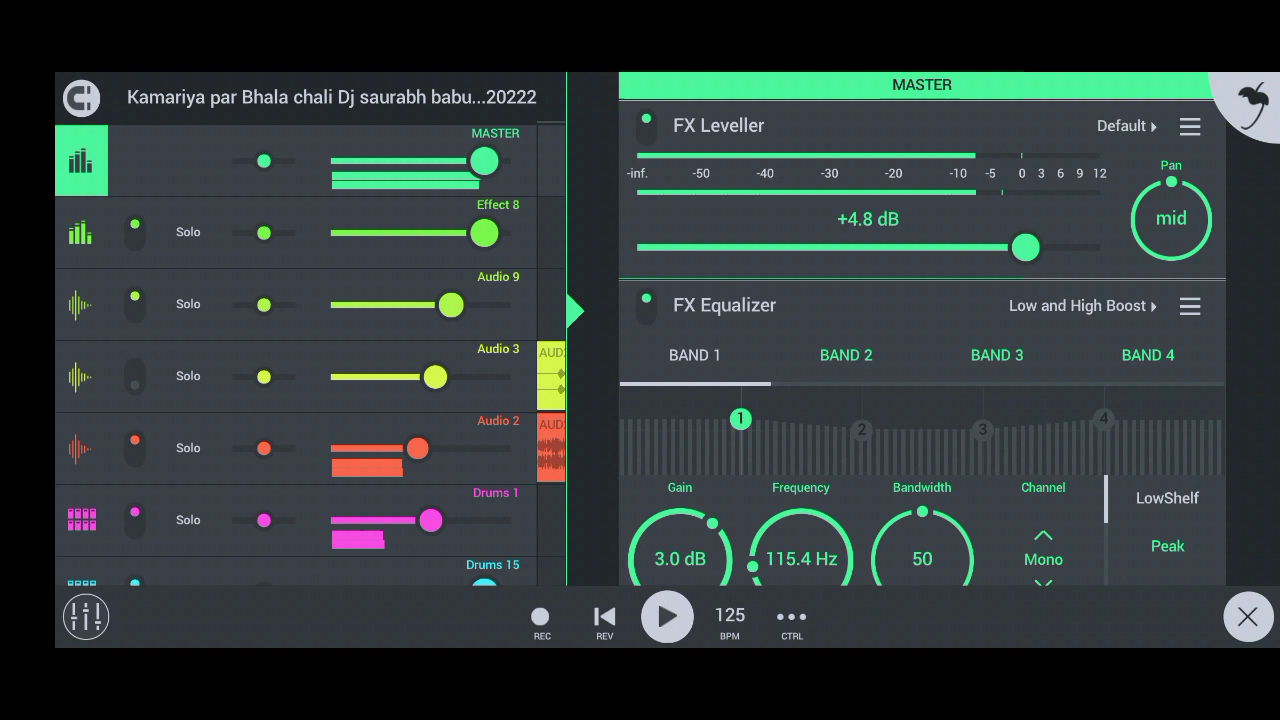 Kamariya par Bhala chali Dj saurabh babu...20222
MASTER
Effect 8
Solo
Audio 9
Solo
Audio 3
Solo
AUD
Audio 2
Solo
AUD
Drums 1
Solo
Drums 15
MASTER
FX Leveller
Default
-inf. -50 -40 -30 -20 -10 -5 0 3 6 9 12
+4.8 dB
Pan
mid
FX Equalizer
Low and High Boost
BAND 1 BAND 2 BAND 3 BAND 4
1 2 3 4
Gain Frequency Bandwidth Channel
3.0 dB 115.4 Hz 50 Mono
LowShelf
Peak
REC REV 125 BPM CTRL